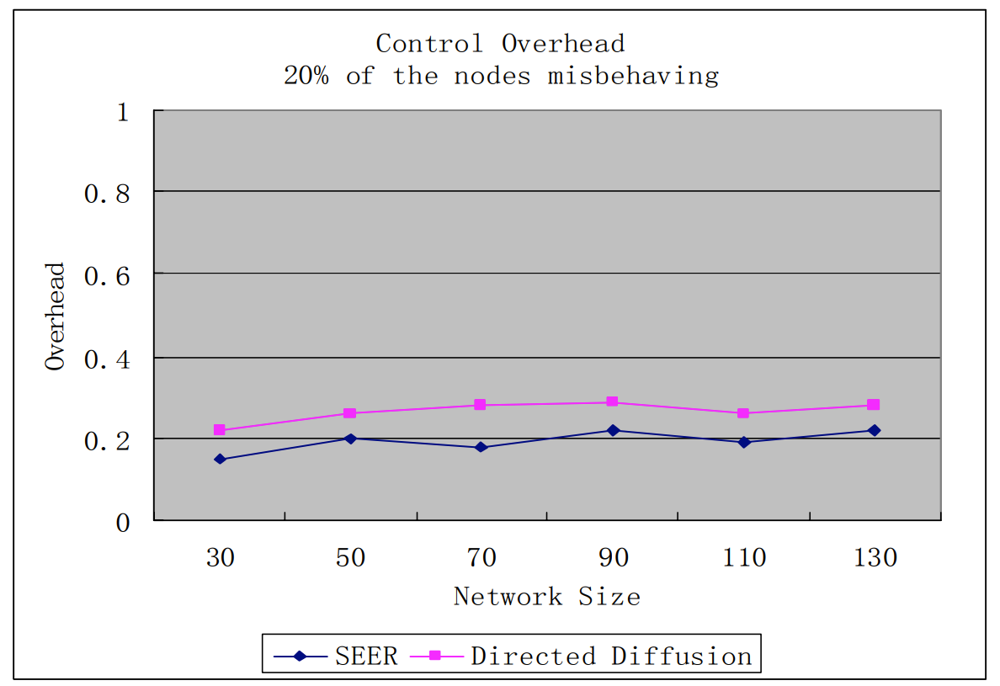 Control Overhead
20% of the nodes misbehaving
1
0.8
0.6
0.4
0.2
0
Overhead
30 50 70 90 110 130
Network Size
SEER Directed Diffusion